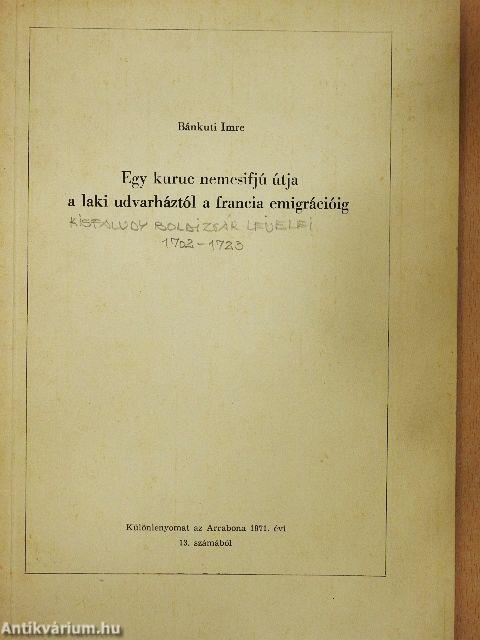 Bánkuti Imre
Egy kuruc nemesifjú útja
a laki udvarháztól a francia emigrációig
KISFALUDY BOLDIZSÁR LEVELEI
1702-1723
Különlenyomat az Arrabona 1971. évi
13. számából
Antikvárium.hu